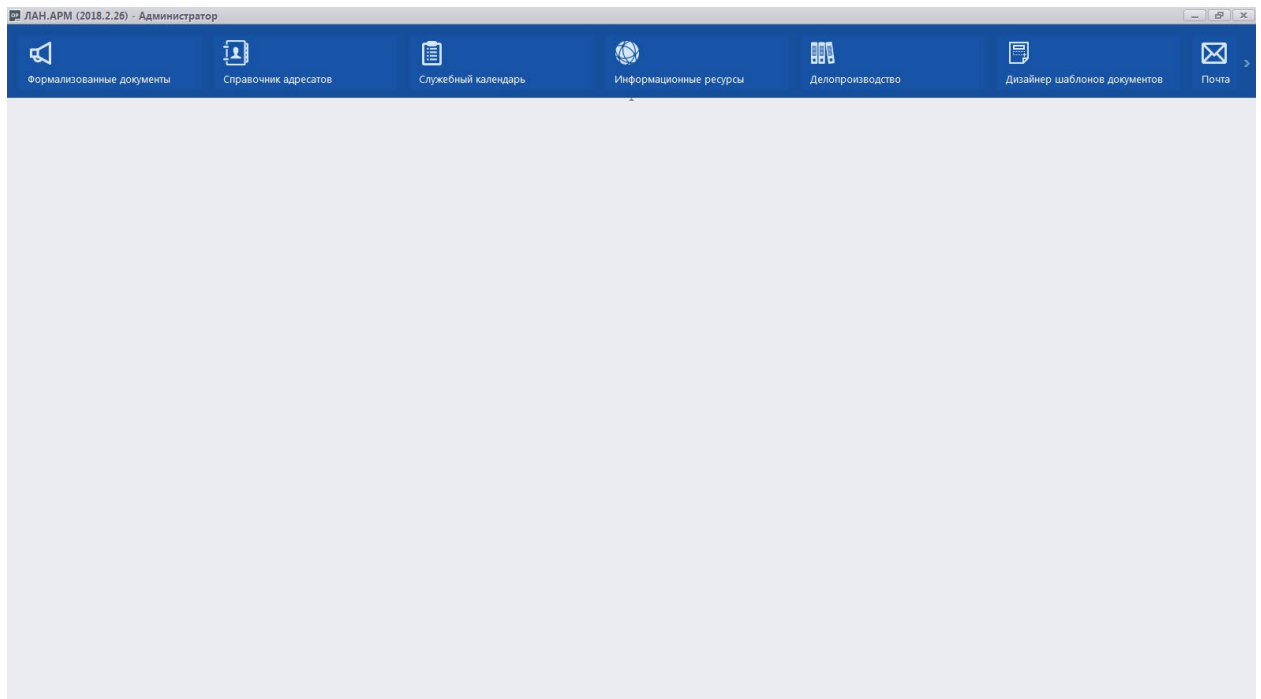 ЛАН.АРМ (2018.2.26) - Администратор
Формализованные документы
Справочник адресатов
Служебный календарь
Информационные ресурсы
Делопроизводство
Дизайнер шаблонов документов
Почта